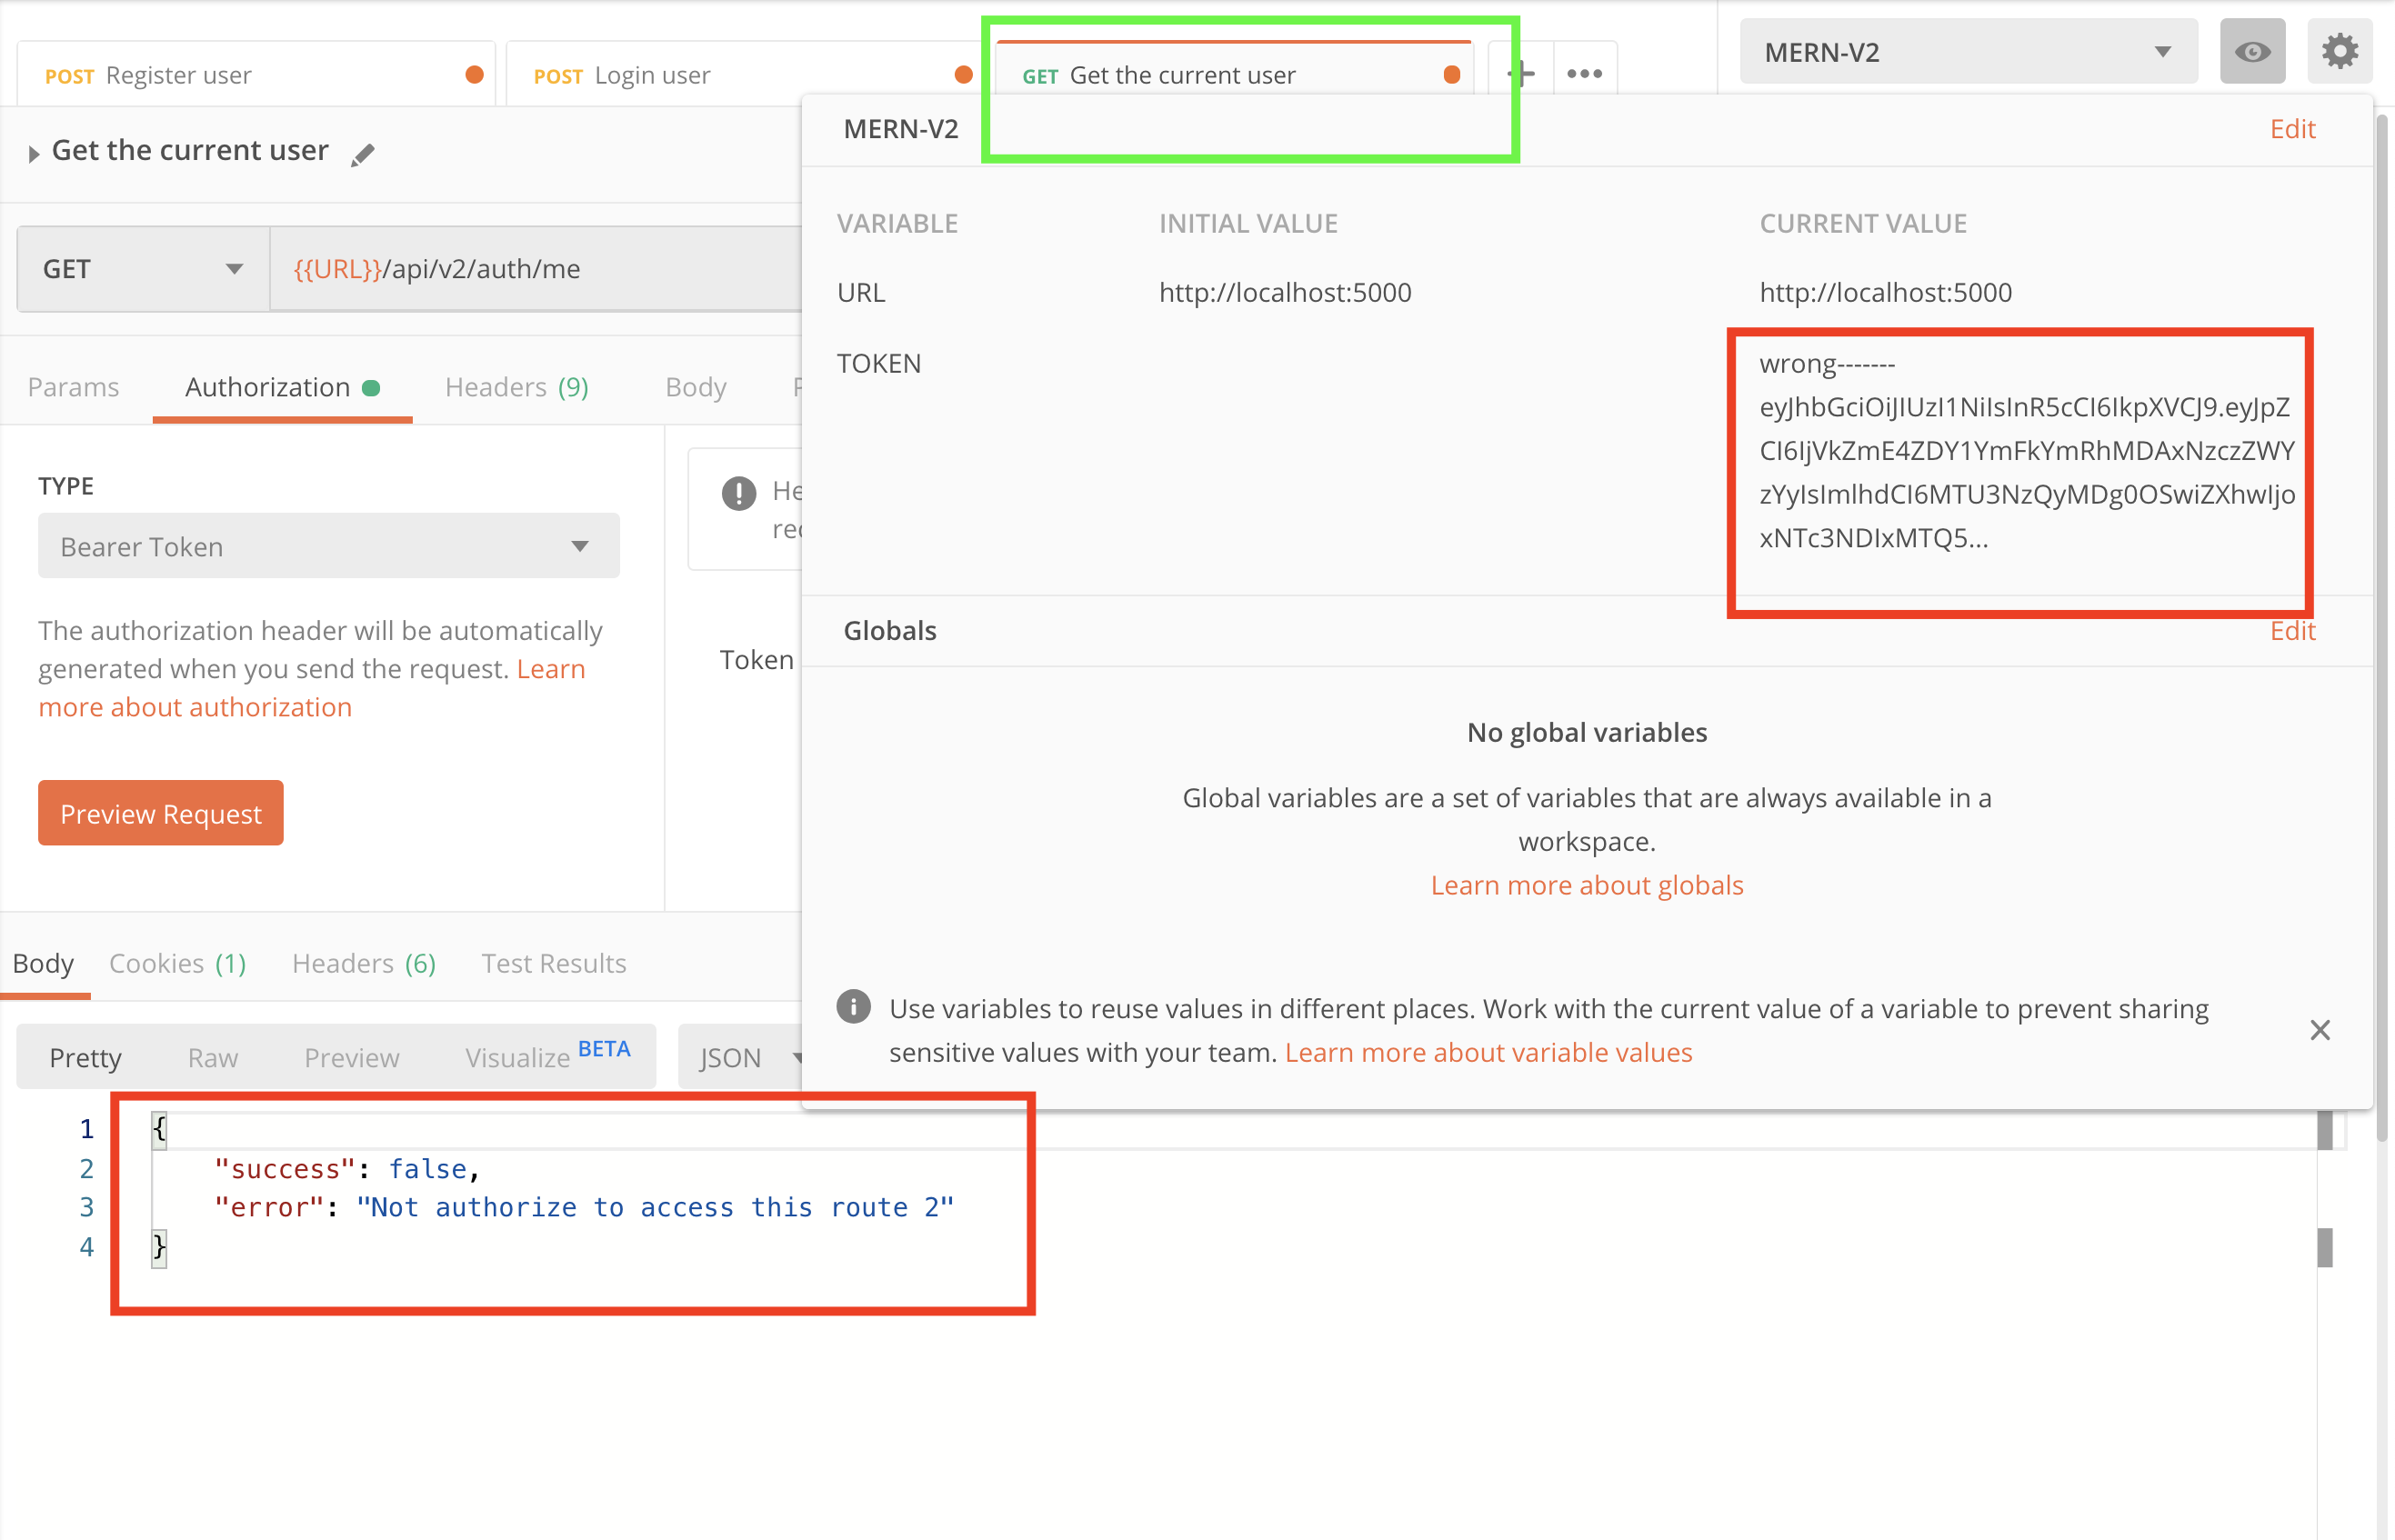 POST Register user
POST Login user
GET Get the current user
MERN-V2
Get the current user
MERN-V2
Edit
VARIABLE INITIAL VALUE CURRENT VALUE
GET {{URL}}/api/v2/auth/me
URL http://localhost:5000 http://localhost:5000
TOKEN wrong-------
eyJhbGciOiJIUzI1NiIsInR5cCI6IkpXVCJ9.eyJpZ
CI6IjVkZmE4ZDY1YmFkYmRhMDAxNzczZWY
zYyIsImlhdCI6MTU3NzQyMDg0OSwiZXhwIjo
xNTc3NDIxMTQ5...
Params Authorization Headers (9) Body
TYPE
Bearer Token
The authorization header will be automatically
generated when you send the request. Learn
more about authorization
Preview Request
Token
Globals
Edit
No global variables
Global variables are a set of variables that are always available in a
workspace.
Learn more about globals
Use variables to reuse values in different places. Work with the current value of a variable to prevent sharing
sensitive values with your team. Learn more about variable values
Body Cookies (1) Headers (6) Test Results
Pretty Raw Preview Visualize BETA JSON
1 {
2 "success": false,
3 "error": "Not authorize to access this route 2"
4 }